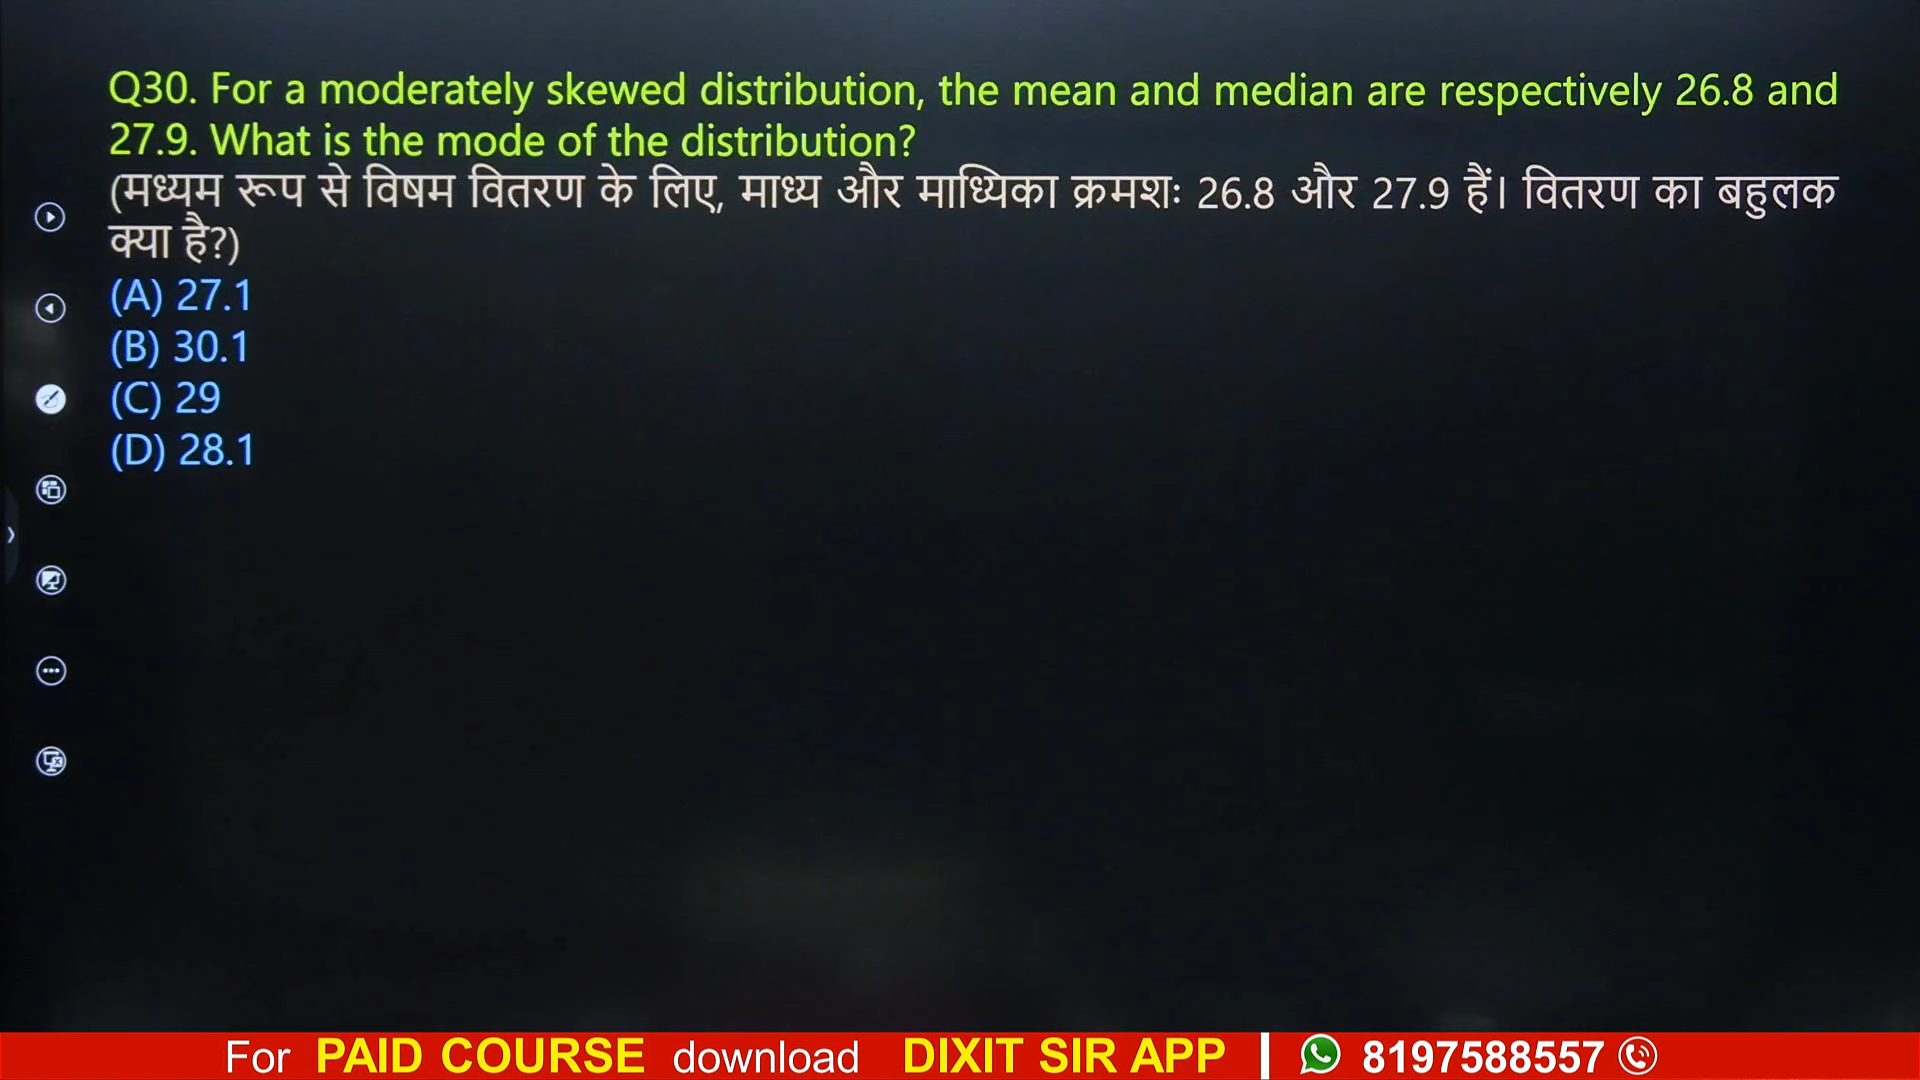 Q30. For a moderately skewed distribution, the mean and median are respectively 26.8 and
27.9. What is the mode of the distribution?
(मध्यम रूप से विषम वितरण के लिए, माध्य और माध्यिका क्रमशः 26.8 और 27.9 हैं। वितरण का बहुलक
क्या है?)
(A) 27.1
(B) 30.1
(C) 29
(D) 28.1
For PAID COURSE download DIXIT SIR APP | 8197588557